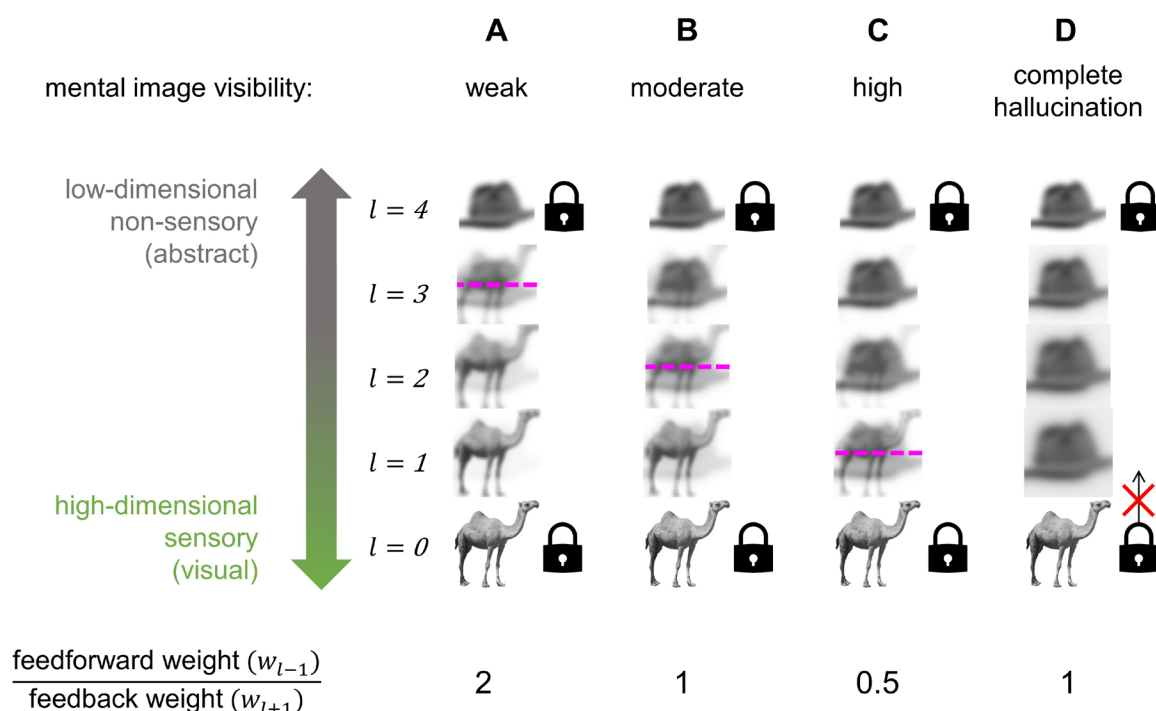 A B C D
mental image visibility: weak moderate high complete
hallucination
low-dimensional
non-sensory
(abstract)
l = 4
l = 3
l = 2
l = 1
high-dimensional
sensory
(visual)
l = 0
feedforward weight (w_{l−1})
feedback weight (w_{l+1})
2 1 0.5 1